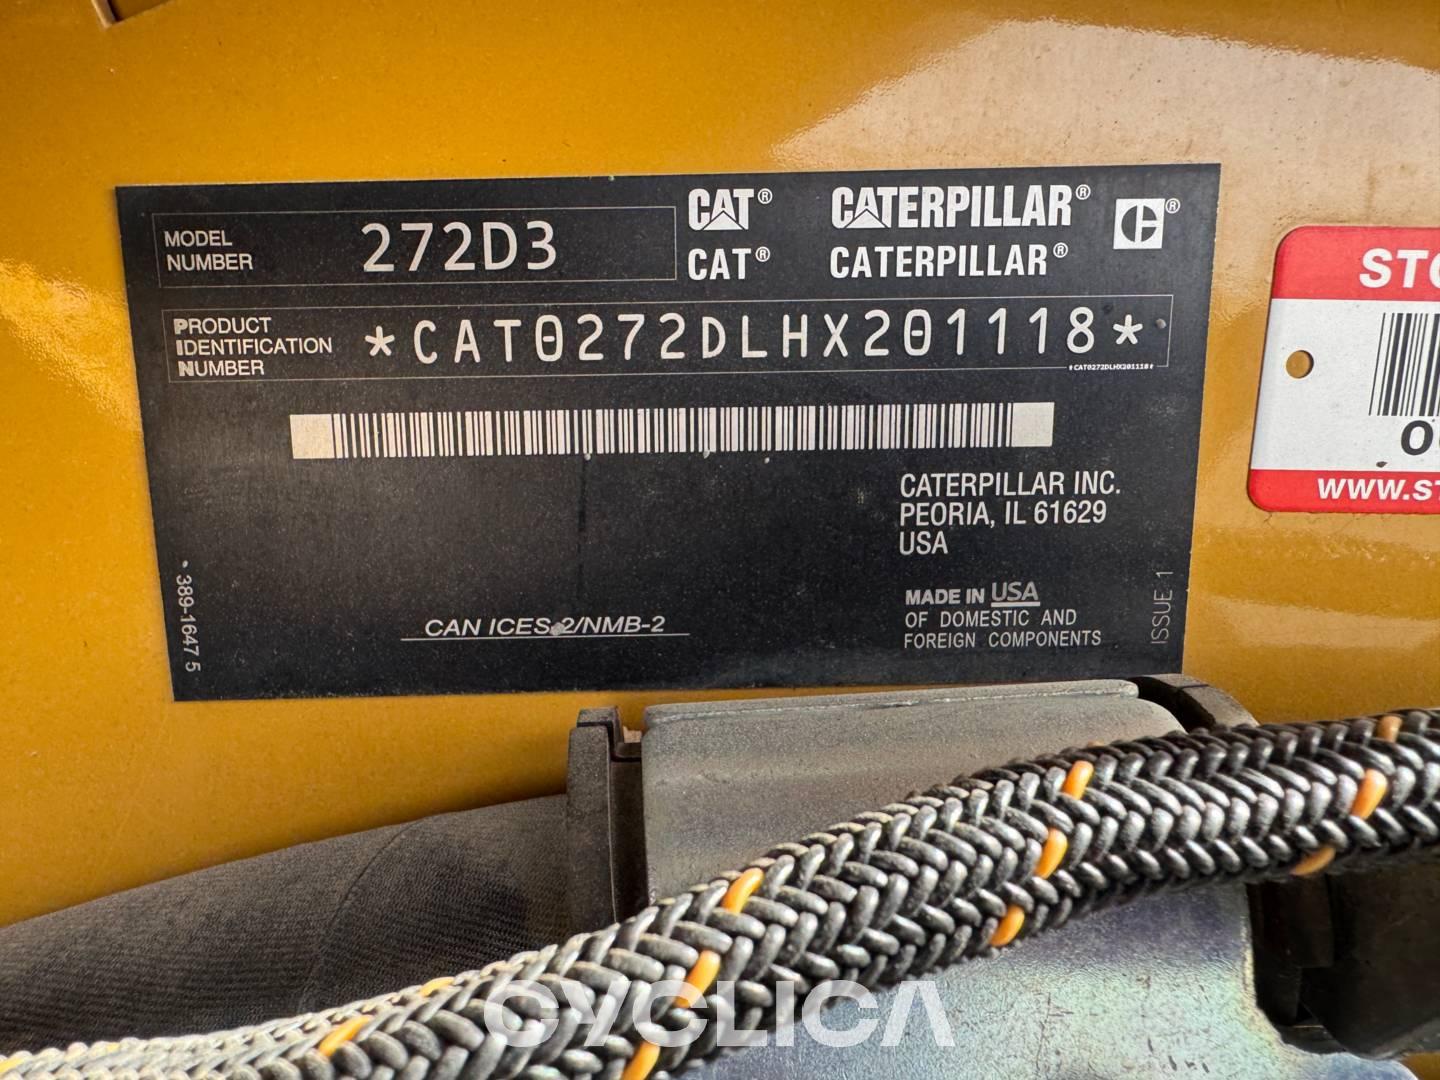 MODEL NUMBER 272D3
CAT® CATERPILLAR® C®
CAT® CATERPILLAR®
PRODUCT IDENTIFICATION NUMBER *CAT0272DLHX201118*
*CAT0272DLHX201118*
CATERPILLAR INC.
PEORIA, IL 61629
USA
MADE IN USA
OF DOMESTIC AND
FOREIGN COMPONENTS
CAN ICES-2/NMB-2
389-1647 5
ISSUE 1
CYCLICA